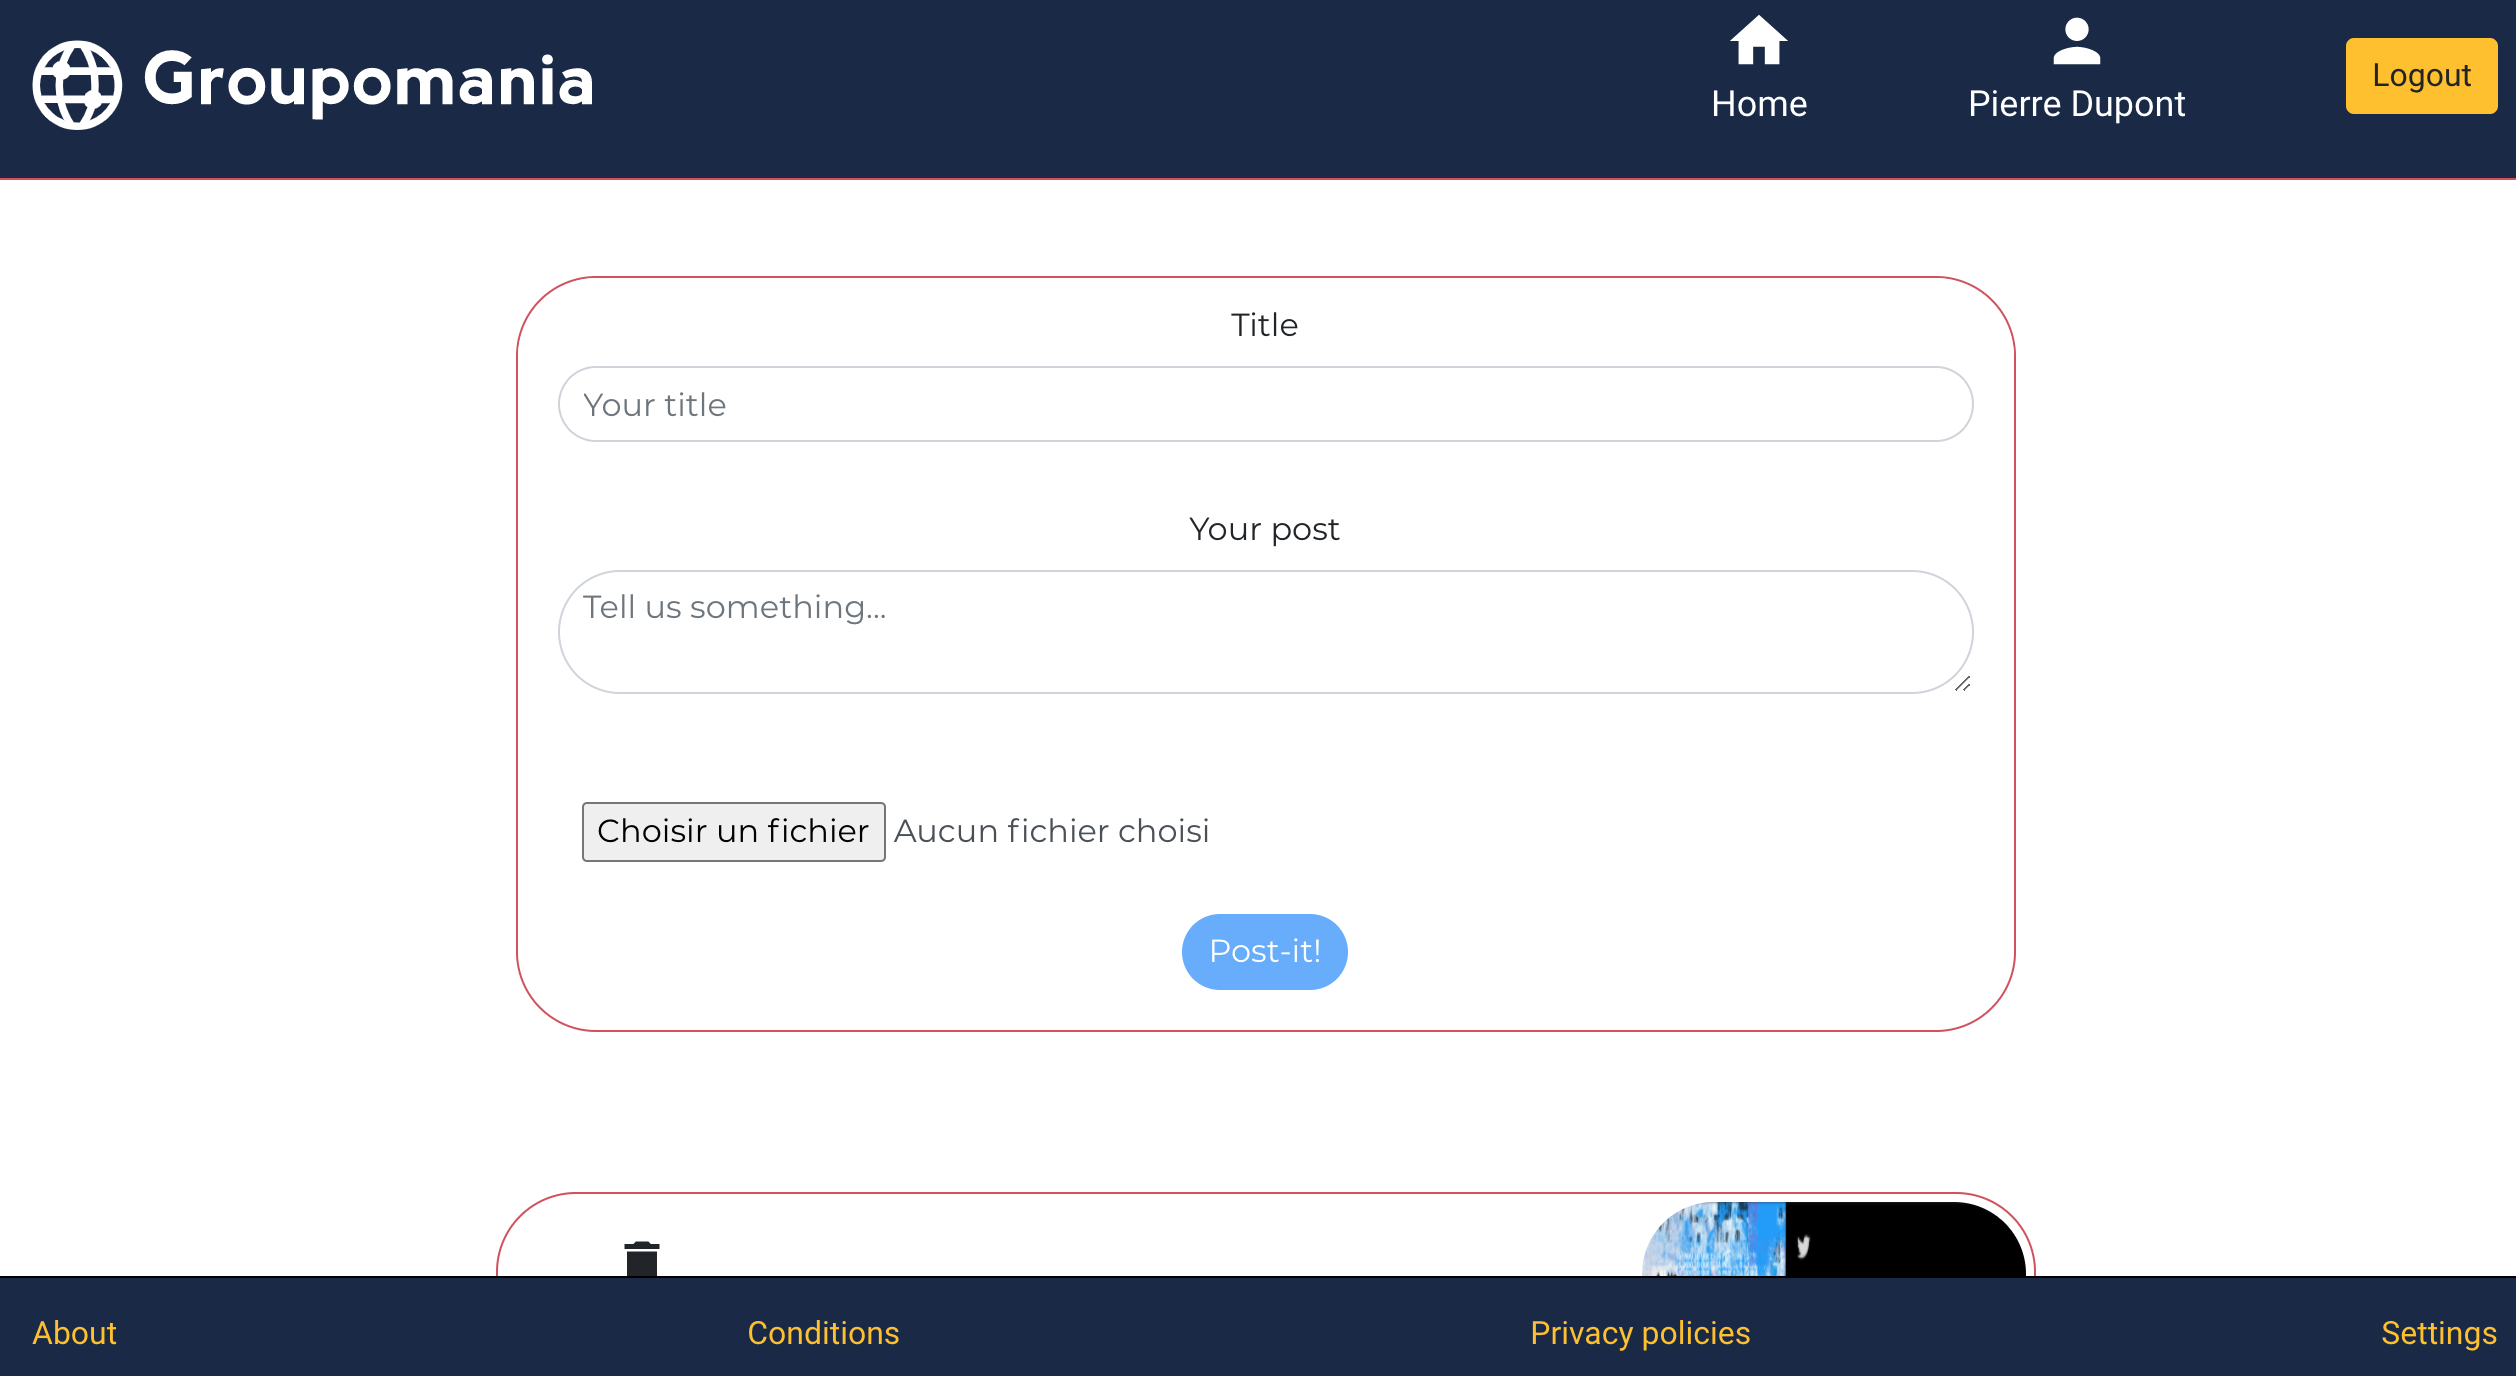 Groupomania
Home
Pierre Dupont
Logout
Title
Your title
Your post
Tell us something...
Choisir un fichier Aucun fichier choisi
Post-it!
About
Conditions
Privacy policies
Settings